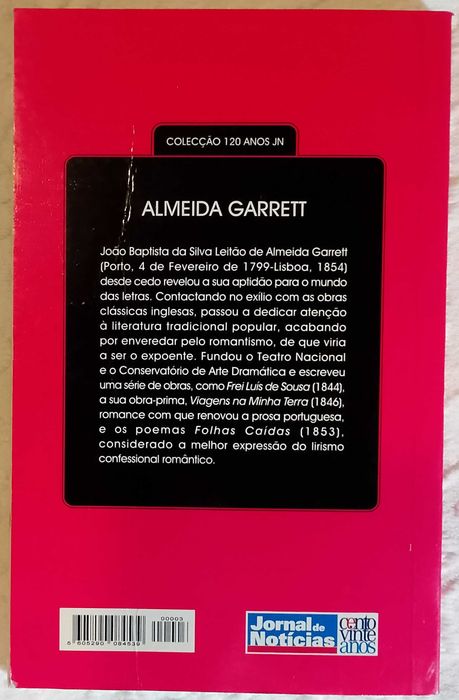 COLECÇÃO 120 ANOS JN
ALMEIDA GARRETT
João Baptista da Silva Leitão de Almeida Garrett
(Porto, 4 de Fevereiro de 1799-Lisboa, 1854)
desde cedo revelou a sua aptidão para o mundo
das letras. Contactando no exílio com as obras
clássicas inglesas, passou a dedicar atenção
à literatura tradicional popular, acabando
por enveredar pelo romantismo, de que viria
a ser o expoente. Fundou o Teatro Nacional
e o Conservatório de Arte Dramática e escreveu
uma série de obras, como Frei Luís de Sousa (1844),
a sua obra-prima, Viagens na Minha Terra (1846),
romance com que renovou a prosa portuguesa,
e os poemas Folhas Caídas (1853),
considerado a melhor expressão do lirismo
confessional romântico.
00003
5 605290 084539
Jornal de
Notícias
cento
vinte
anos